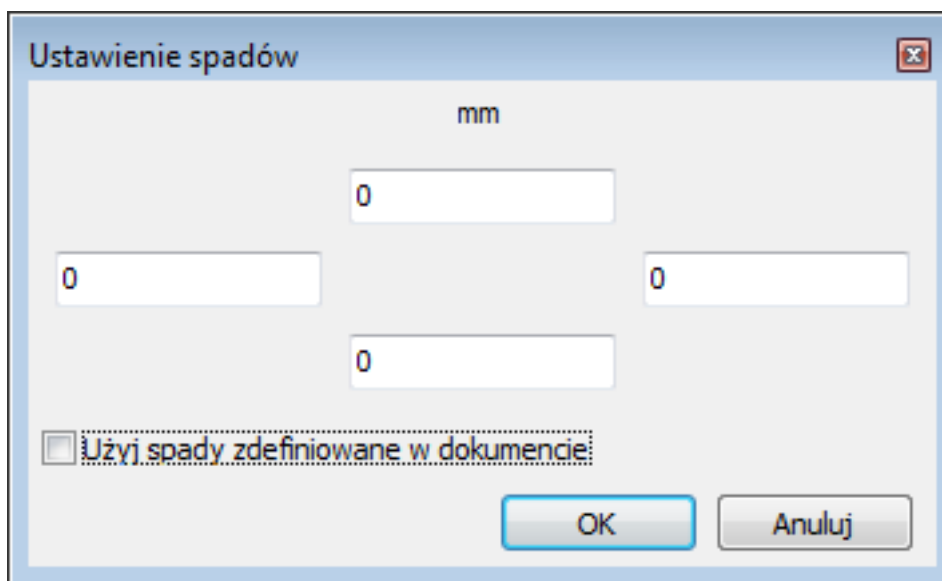 Ustawienie spadów
mm
0
0 0
0
Użyj spady zdefiniowane w dokumencie
OK Anuluj